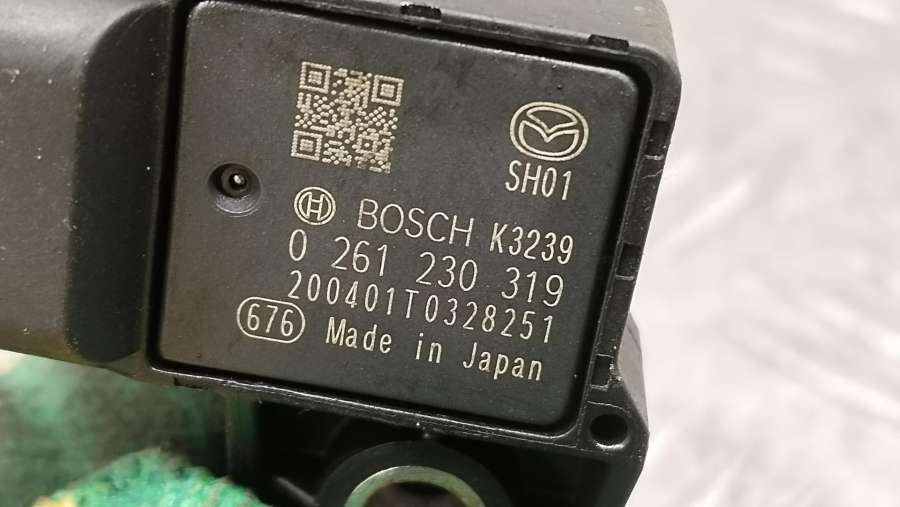 SH01
BOSCH K3239
0 261 230 319
200401T0328251
676 Made in Japan